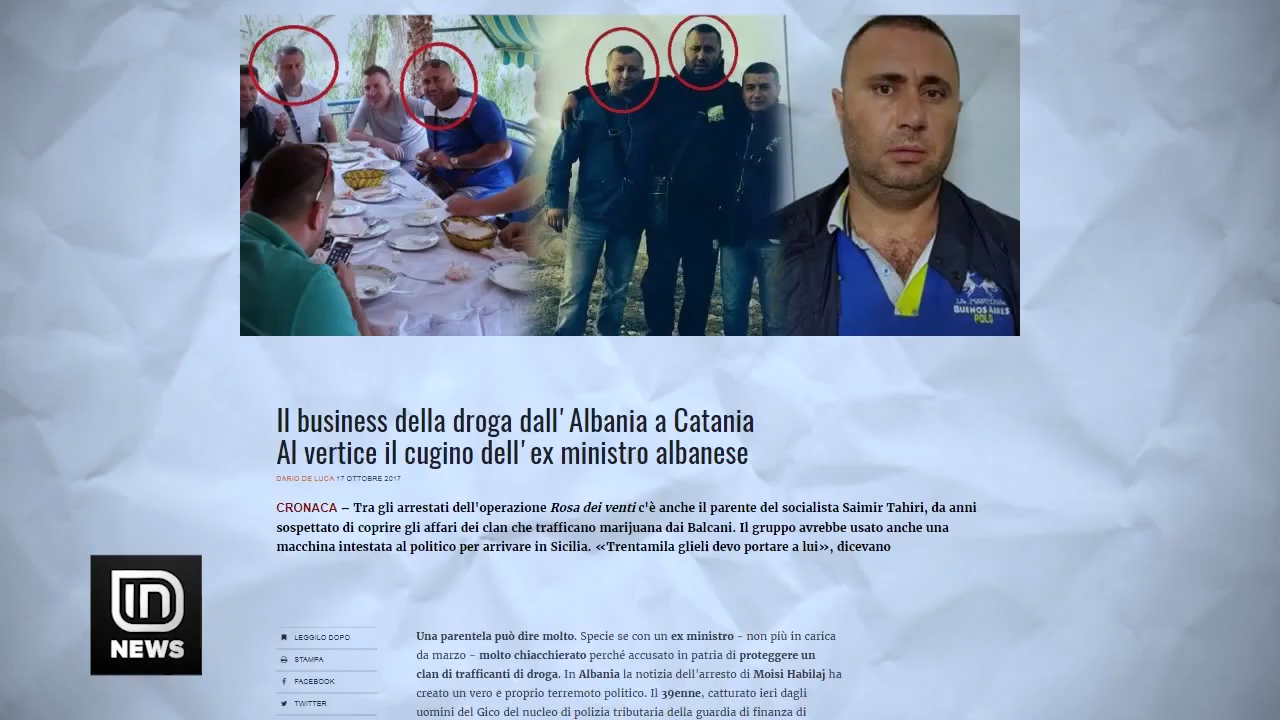 LA MARTINA
BUENOS AIRES
POLO
Il business della droga dall'Albania a Catania
Al vertice il cugino dell'ex ministro albanese
DARIO DE LUCA 17 OTTOBRE 2017
CRONACA – Tra gli arrestati dell'operazione Rosa dei venti c'è anche il parente del socialista Saimir Tahiri, da anni
sospettato di coprire gli affari dei clan che trafficano marijuana dai Balcani. Il gruppo avrebbe usato anche una
macchina intestata al politico per arrivare in Sicilia. «Trentamila glieli devo portare a lui», dicevano
IN
NEWS
LEGGILO DOPO
STAMPA
FACEBOOK
TWITTER
Una parentela può dire molto. Specie se con un ex ministro - non più in carica
da marzo - molto chiacchierato perché accusato in patria di proteggere un
clan di trafficanti di droga. In Albania la notizia dell'arresto di Moisi Habilaj ha
creato un vero e proprio terremoto politico. Il 39enne, catturato ieri dagli
uomini del Gico del nucleo di polizia tributaria della guardia di finanza di